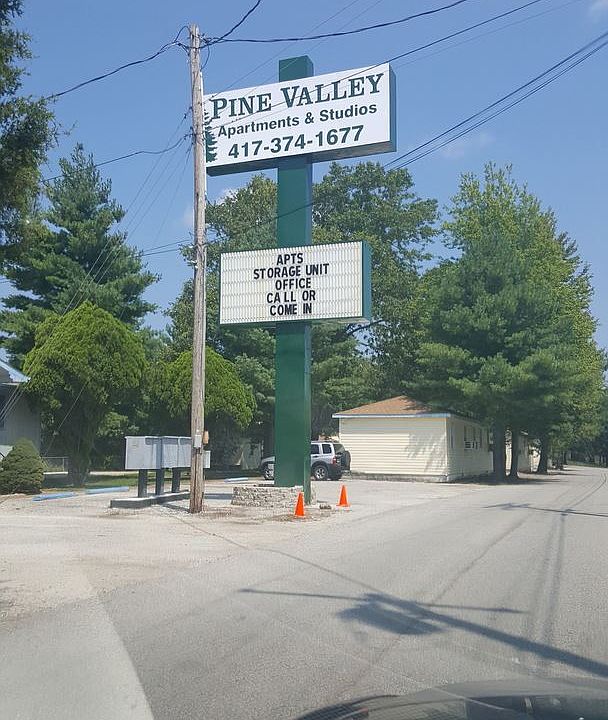 PINE VALLEY
Apartments & Studios
417-374-1677
APTS
STORAGE UNIT
OFFICE
CALL OR
COME IN